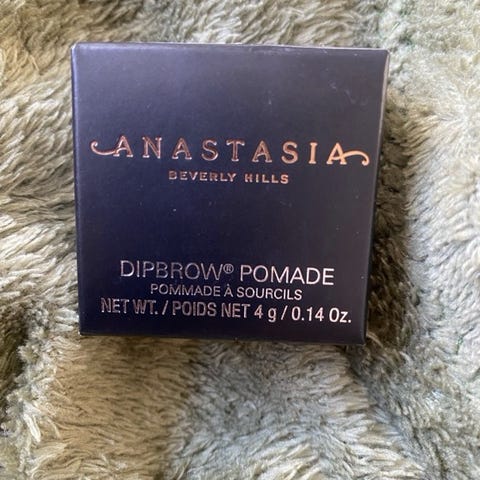 ANASTASIA
BEVERLY HILLS
DIPBROW® POMADE
POMMADE À SOURCILS
NET WT. / POIDS NET 4 g / 0.14 Oz.